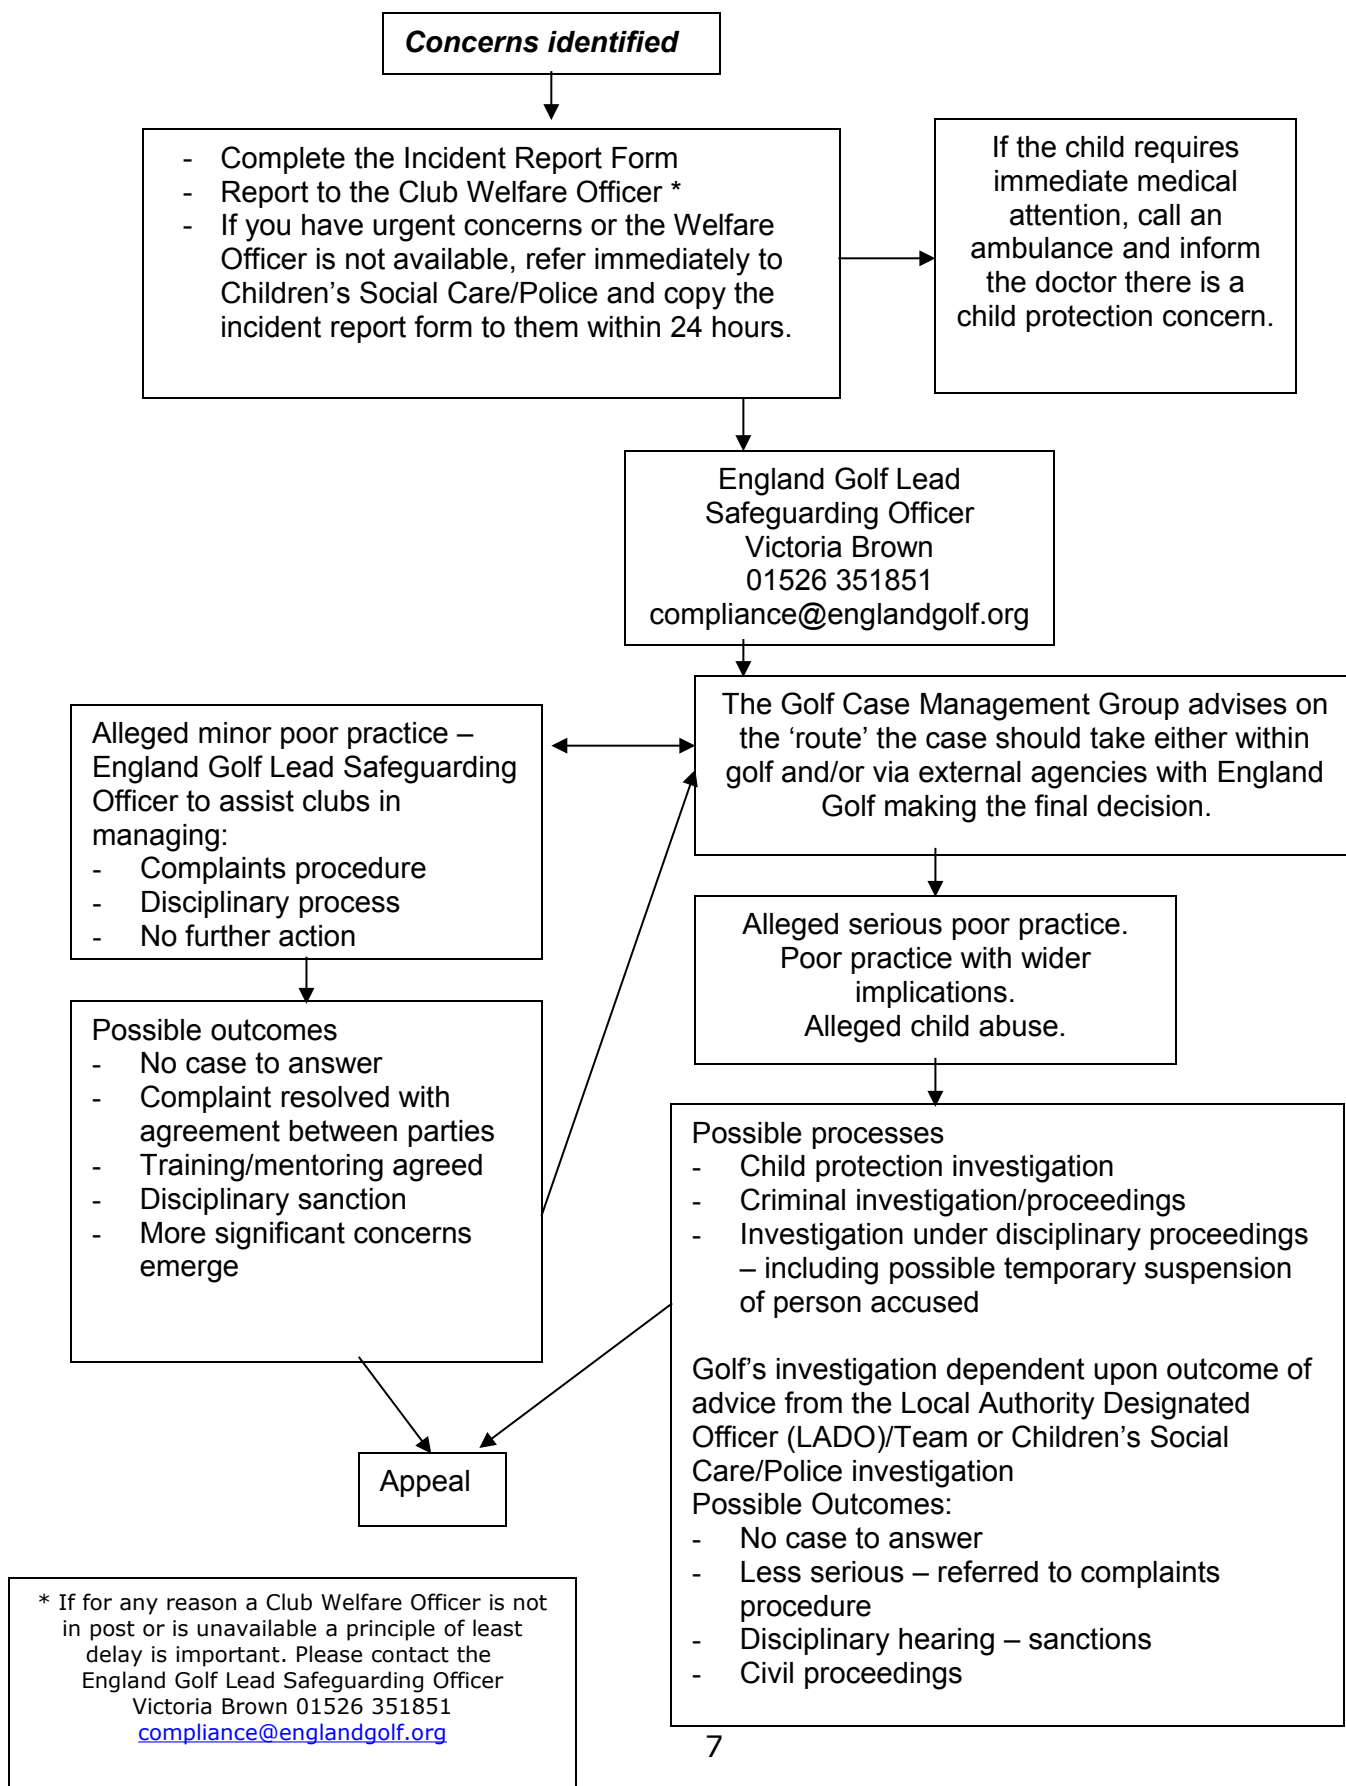 Concerns identified
- Complete the Incident Report Form
- Report to the Club Welfare Officer *
- If you have urgent concerns or the Welfare
Officer is not available, refer immediately to
Children’s Social Care/Police and copy the
incident report form to them within 24 hours.
If the child requires
immediate medical
attention, call an
ambulance and inform
the doctor there is a
child protection concern.
England Golf Lead
Safeguarding Officer
Victoria Brown
01526 351851
compliance@englandgolf.org
The Golf Case Management Group advises on
the ‘route’ the case should take either within
golf and/or via external agencies with England
Golf making the final decision.
Alleged minor poor practice –
England Golf Lead Safeguarding
Officer to assist clubs in
managing:
- Complaints procedure
- Disciplinary process
- No further action
Alleged serious poor practice.
Poor practice with wider
implications.
Alleged child abuse.
Possible outcomes
- No case to answer
- Complaint resolved with
agreement between parties
- Training/mentoring agreed
- Disciplinary sanction
- More significant concerns
emerge
Possible processes
- Child protection investigation
- Criminal investigation/proceedings
- Investigation under disciplinary proceedings
– including possible temporary suspension
of person accused
Golf’s investigation dependent upon outcome of
advice from the Local Authority Designated
Officer (LADO)/Team or Children’s Social
Care/Police investigation
Possible Outcomes:
- No case to answer
- Less serious – referred to complaints
procedure
- Disciplinary hearing – sanctions
- Civil proceedings
Appeal
* If for any reason a Club Welfare Officer is not
in post or is unavailable a principle of least
delay is important. Please contact the
England Golf Lead Safeguarding Officer
Victoria Brown 01526 351851
compliance@englandgolf.org
7